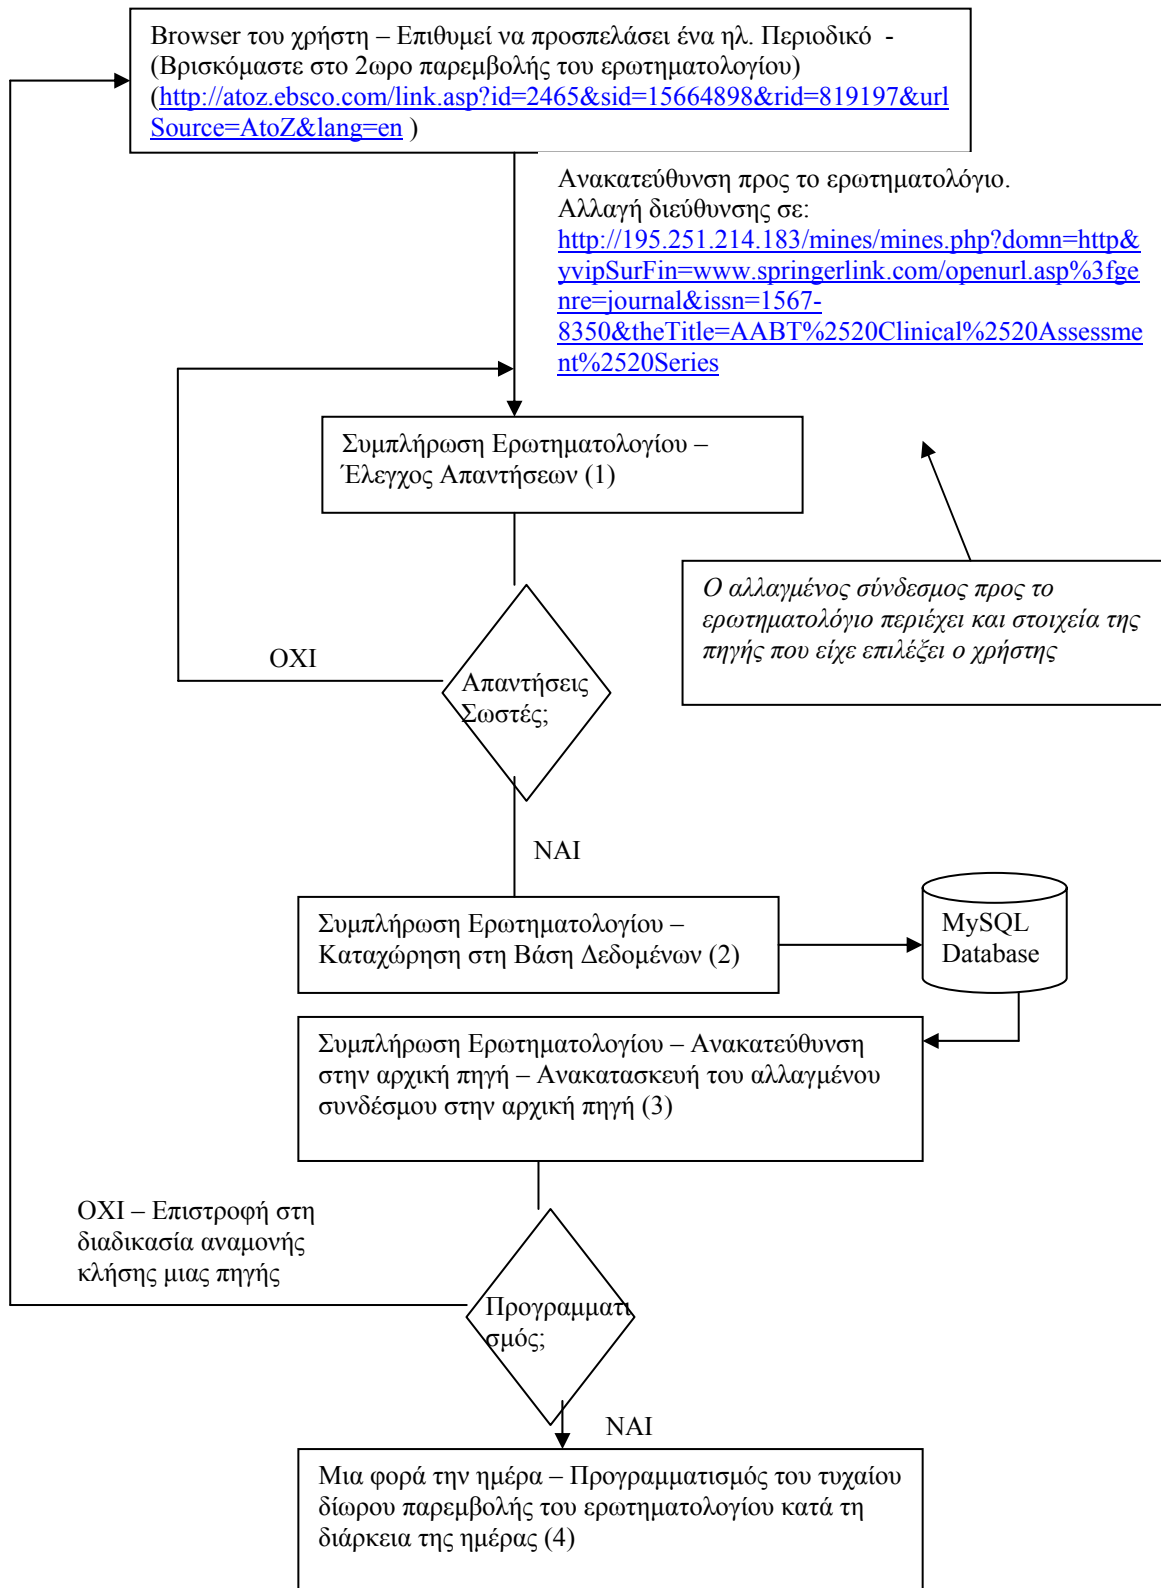 Browser του χρήστη – Επιθυμεί να προσπελάσει ένα ηλ. Περιοδικό -
(Βρισκόμαστε στο 2ωρο παρεμβολής του ερωτηματολογίου)
(http://atoz.ebsco.com/link.asp?id=2465&sid=15664898&rid=819197&url
Source=AtoZ&lang=en )
Ανακατεύθυνση προς το ερωτηματολόγιο.
Αλλαγή διεύθυνσης σε:
http://195.251.214.183/mines/mines.php?domn=http&
yvipSurFin=www.springerlink.com/openurl.asp%3fge
nre=journal&issn=1567-
8350&theTitle=AABT%2520Clinical%2520Assessme
nt%2520Series
Συμπλήρωση Ερωτηματολογίου –
Έλεγχος Απαντήσεων (1)
Ο αλλαγμένος σύνδεσμος προς το
ερωτηματολόγιο περιέχει και στοιχεία της
πηγής που είχε επιλέξει ο χρήστης
ΟΧΙ
Απαντήσεις
Σωστές;
ΝΑΙ
Συμπλήρωση Ερωτηματολογίου –
Καταχώρηση στη Βάση Δεδομένων (2)
MySQL
Database
Συμπλήρωση Ερωτηματολογίου – Ανακατεύθυνση
στην αρχική πηγή – Ανακατασκευή του αλλαγμένου
συνδέσμου στην αρχική πηγή (3)
ΟΧΙ – Επιστροφή στη
διαδικασία αναμονής
κλήσης μιας πηγής
Προγραμματι
σμός;
ΝΑΙ
Μια φορά την ημέρα – Προγραμματισμός του τυχαίου
δίωρου παρεμβολής του ερωτηματολογίου κατά τη
διάρκεια της ημέρας (4)